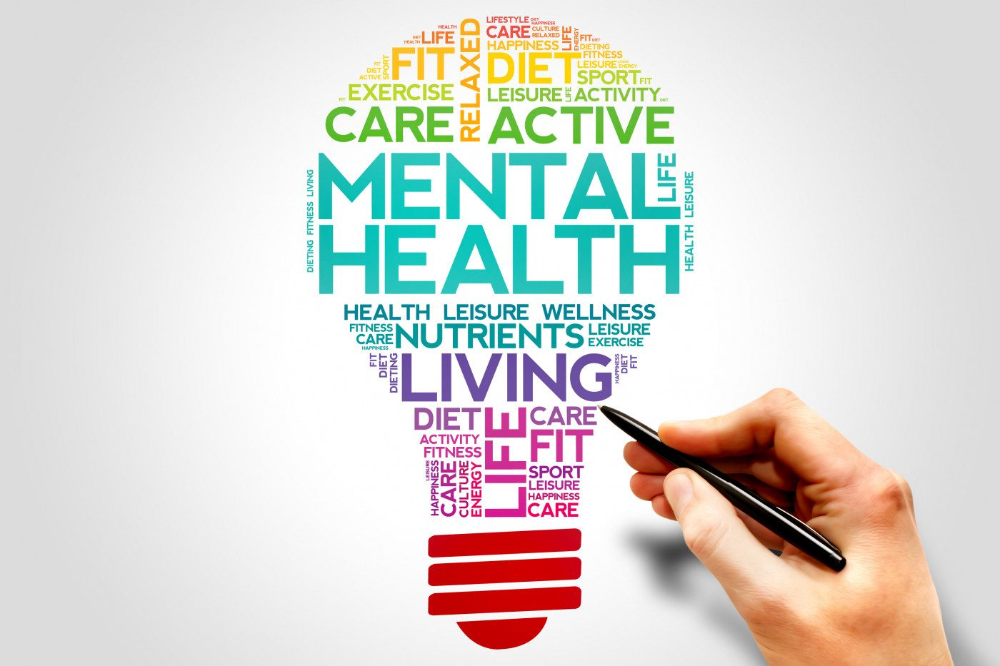 LIFESTYLE DIET
HAPPINESS
HEALTH
CARE CULTURE
RELAXED
LIFE
ENERGY
DIET LIFE
HEALTH
RELAXED
HAPPINESS
FIT DIET
DIETING
FIT
DIET
FITNESS
SPORT
LEISURE LIVING
ENERGY
FIT
DIET
ACTIVE
SPORT FIT
FIT EXERCISE
LEISURE LIFE ACTIVITY DIET
CARE ACTIVE
MENTAL
LIFE
HEALTH
DIETING FITNESS LIVING
HEALTH LEISURE
HEALTH LEISURE WELLNESS
FITNESS
CARE
HAPPINESS
NUTRIENTS
LEISURE
EXERCISE
FIT
DIET
DIETING
LIVING
HAPPINESS
DIET
FIT
DIET
LIFE
CARE
ACTIVITY
FITNESS
FIT
LEISURE
HAPPINESS
CARE
CULTURE
ENERGY
SPORT
LEISURE
HAPPINESS
CARE